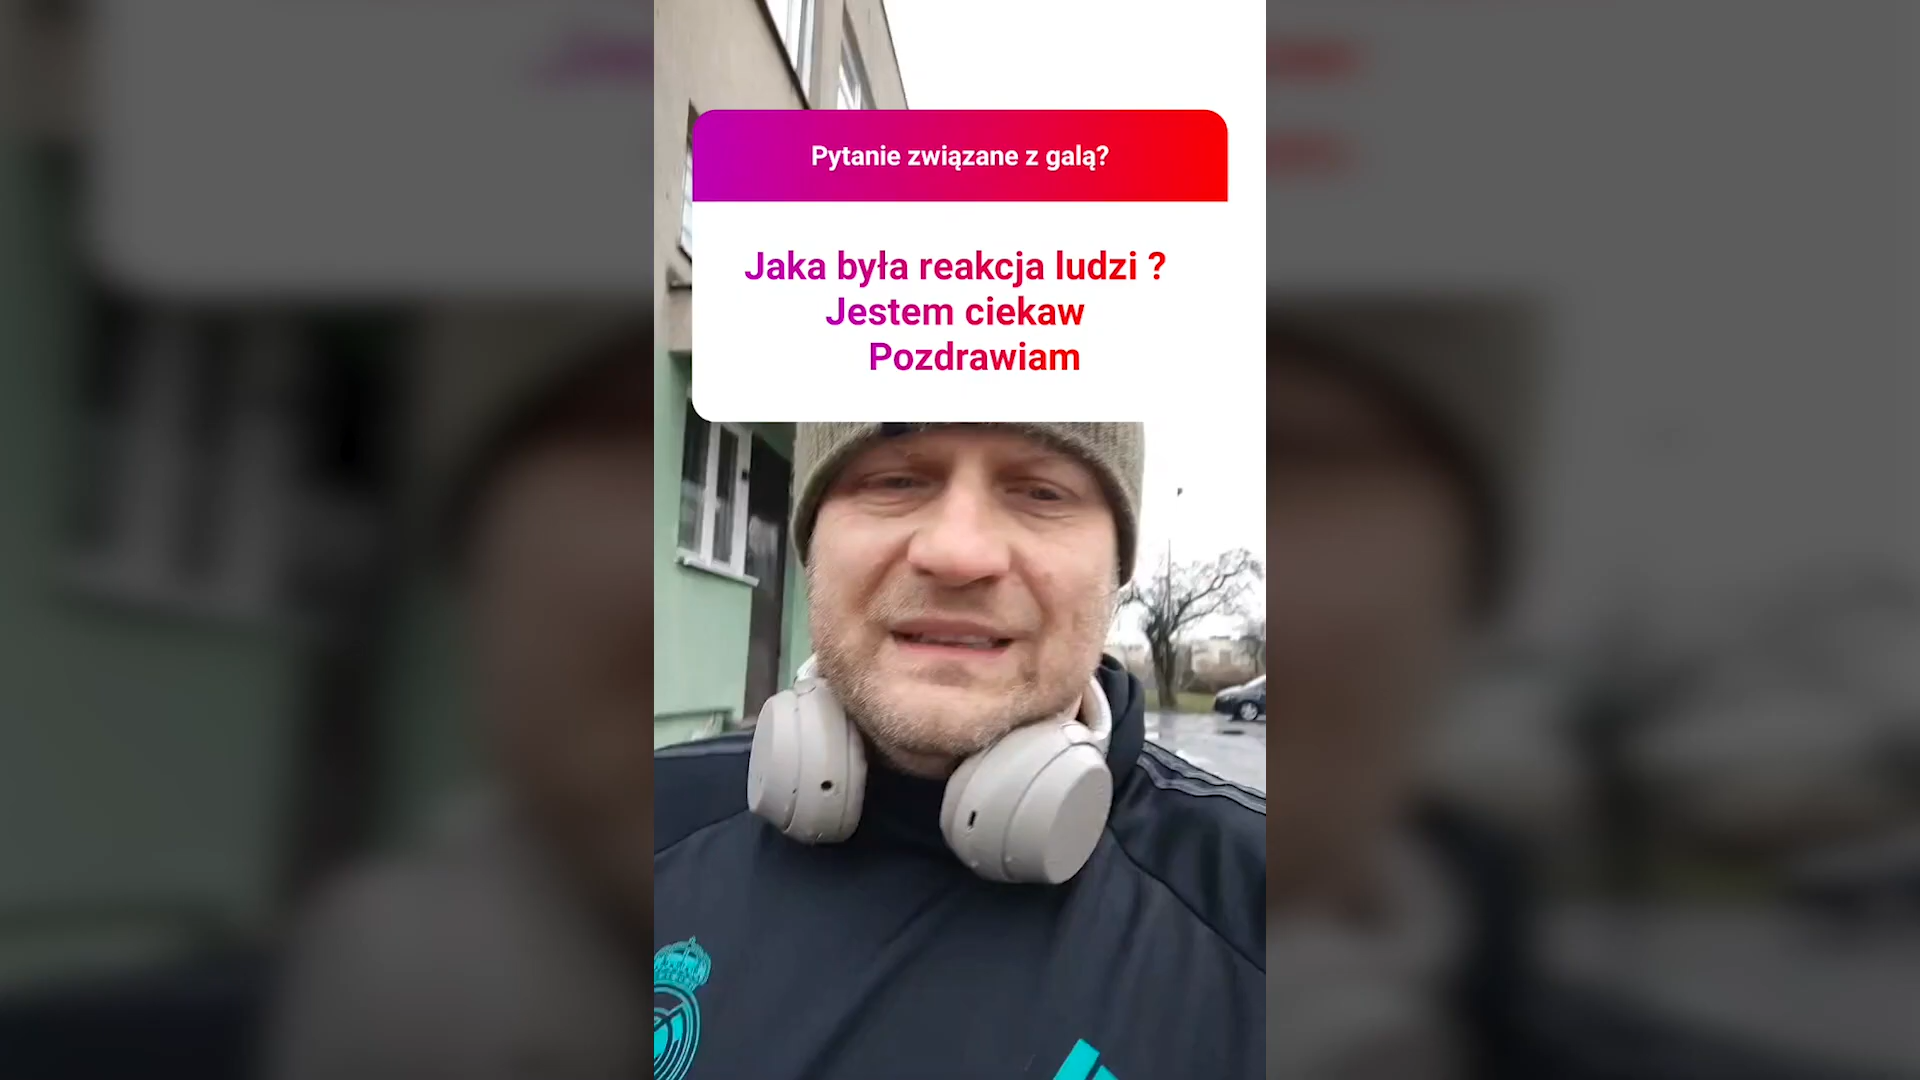 Pytanie związane z galą?
Jaka była reakcja ludzi ?
Jestem ciekaw
Pozdrawiam